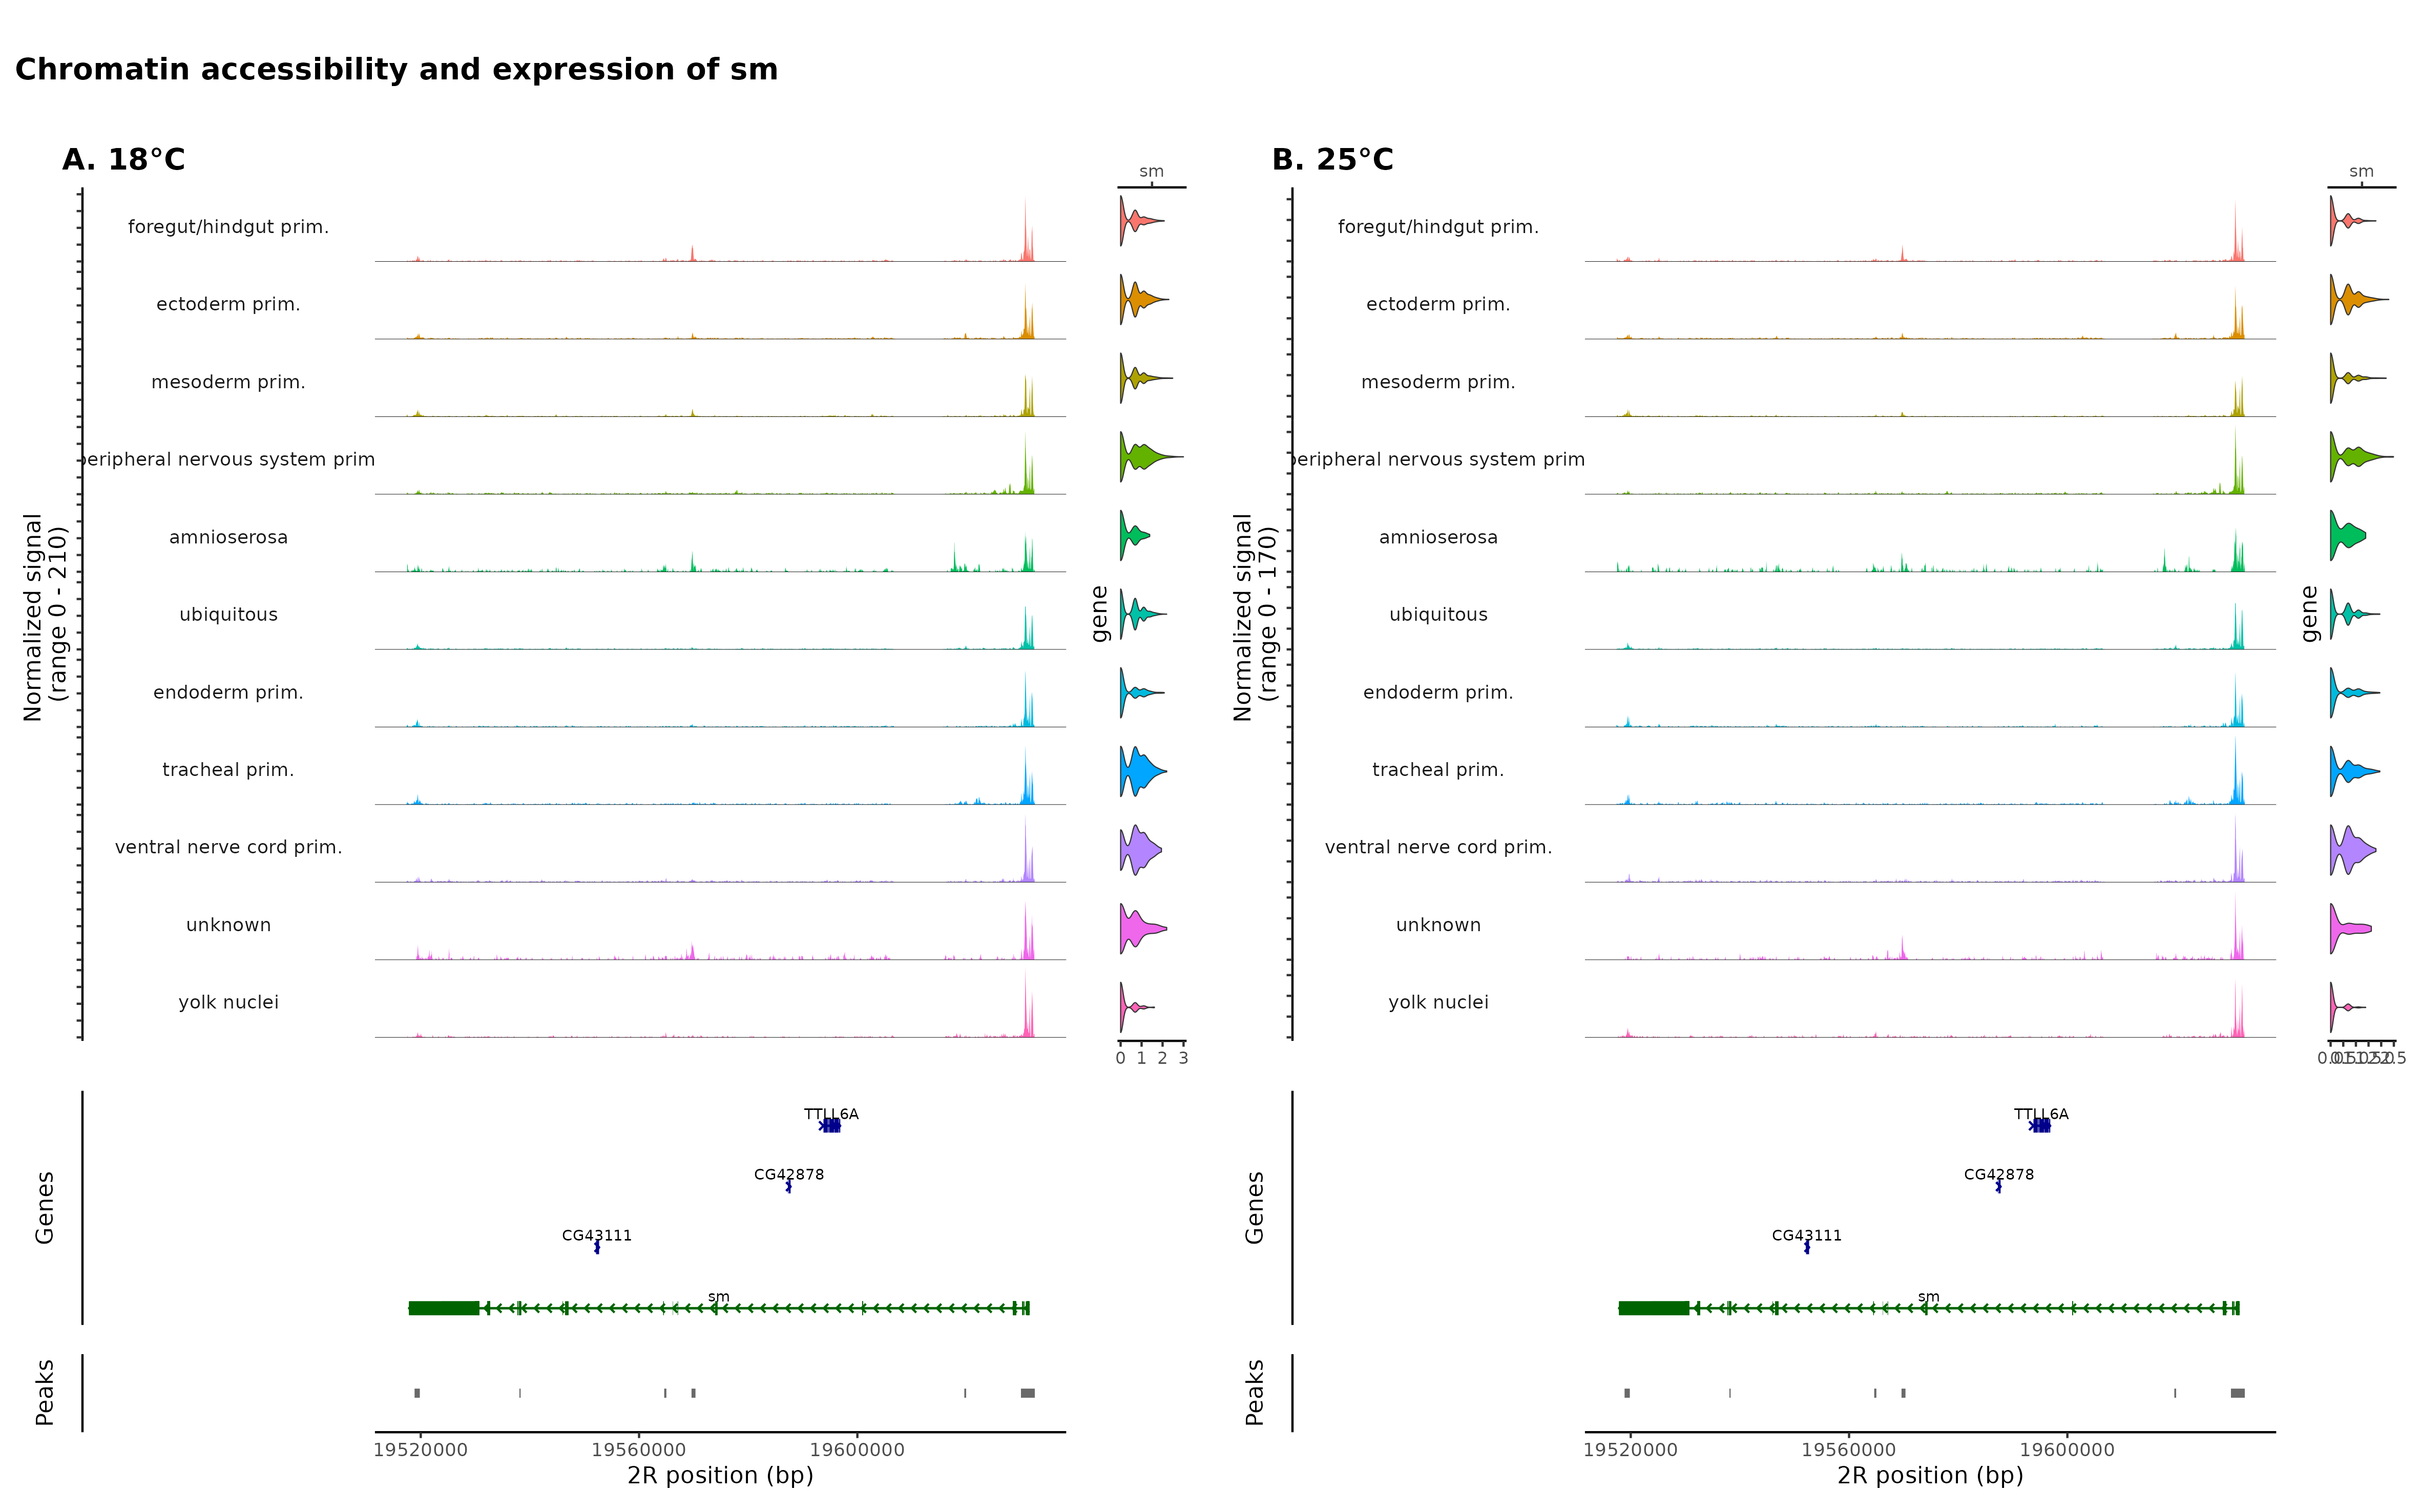 Chromatin accessibility and expression of sm
A. 18°C
sm
Normalized signal
(range 0 - 210)
foregut/hindgut prim.
ectoderm prim.
mesoderm prim.
peripheral nervous system prim
amnioserosa
ubiquitous
endoderm prim.
tracheal prim.
ventral nerve cord prim.
unknown
yolk nuclei
gene
0 1 2 3
Genes
TTLL6A
CG42878
CG43111
sm
Peaks
19520000 19560000 19600000
2R position (bp)
B. 25°C
sm
Normalized signal
(range 0 - 170)
foregut/hindgut prim.
ectoderm prim.
mesoderm prim.
peripheral nervous system prim
amnioserosa
ubiquitous
endoderm prim.
tracheal prim.
ventral nerve cord prim.
unknown
yolk nuclei
gene
Genes
TTLL6A
CG42878
CG43111
sm
Peaks
19520000 19560000 19600000
2R position (bp)